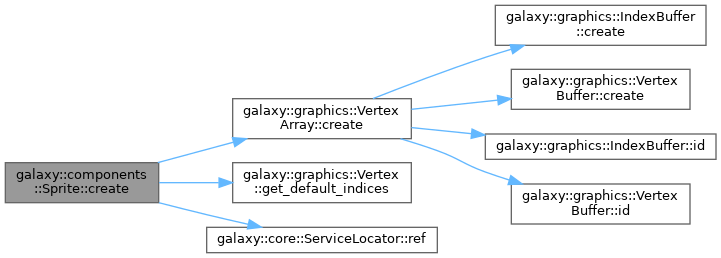 galaxy::components
::Sprite::create
galaxy::graphics::Vertex
Array::create
galaxy::graphics::Vertex
::get_default_indices
galaxy::core::ServiceLocator::ref
galaxy::graphics::IndexBuffer
::create
galaxy::graphics::Vertex
Buffer::create
galaxy::graphics::IndexBuffer::id
galaxy::graphics::Vertex
Buffer::id